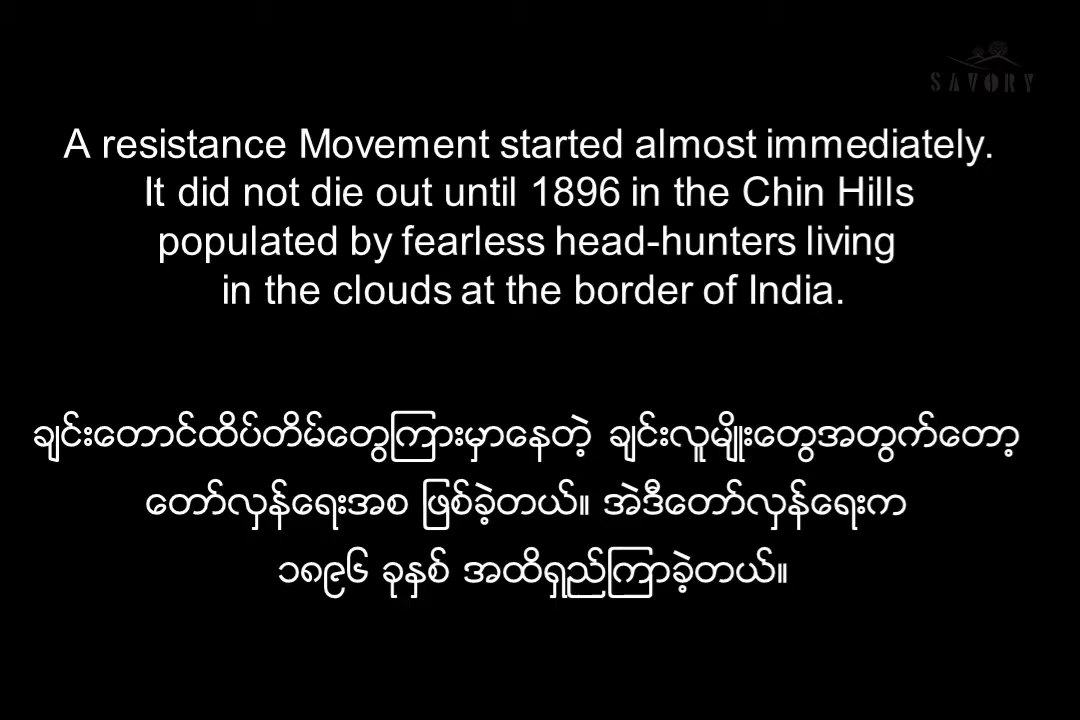 SAVORY
A resistance Movement started almost immediately.
It did not die out until 1896 in the Chin Hills
populated by fearless head-hunters living
in the clouds at the border of India.
ချင်းတောင်ထိပ်တိမ်တွေကြားမှာနေတဲ့ ချင်းလူမျိုးတွေအတွက်တော့
တော်လှန်ရေးအစ ဖြစ်ခဲ့တယ်။ အဲဒီတော်လှန်ရေးက
၁၈၉၆ ခုနှစ် အထိရှည်ကြာခဲ့တယ်။